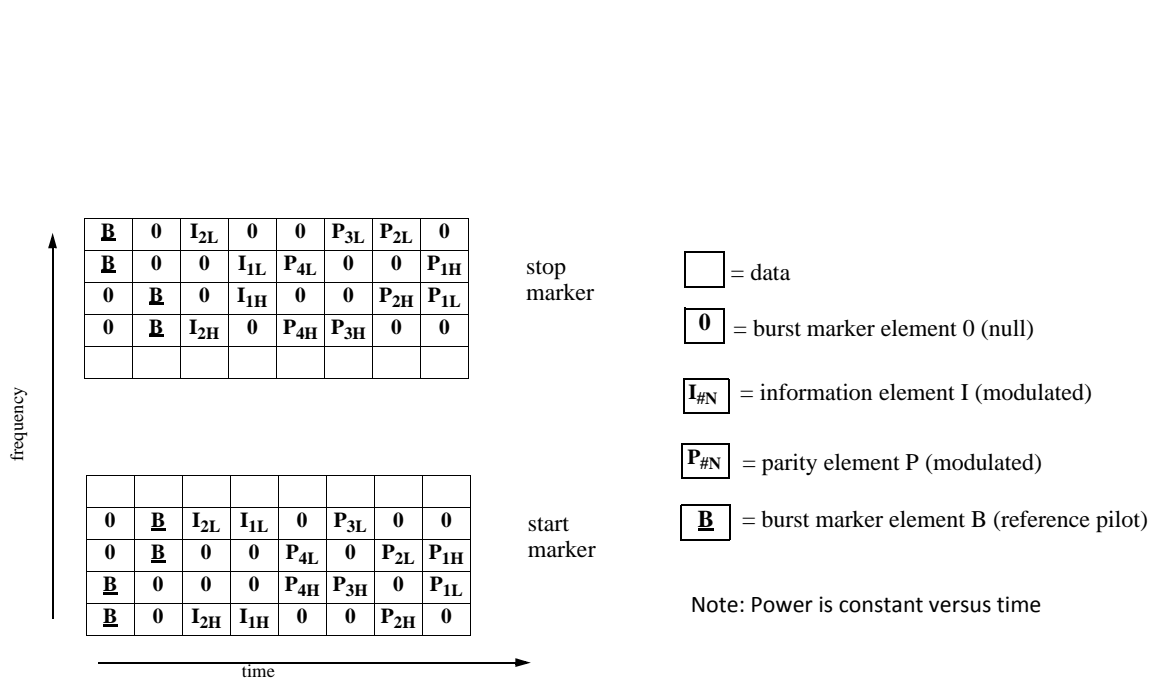 B 0 I2L 0 0 P3L P2L 0
B 0 0 I1L P4L 0 0 P1H
0 B 0 I1H 0 0 P2H P1L
0 B I2H 0 P4H P3H 0 0
stop
marker
frequency
0 B I2L I1L 0 P3L 0 0
0 B 0 0 P4L 0 P2L P1H
B 0 0 0 P4H P3H 0 P1L
B 0 I2H I1H 0 0 P2H 0
start
marker
time
= data
0 = burst marker element 0 (null)
I#N = information element I (modulated)
P#N = parity element P (modulated)
B = burst marker element B (reference pilot)
Note: Power is constant versus time